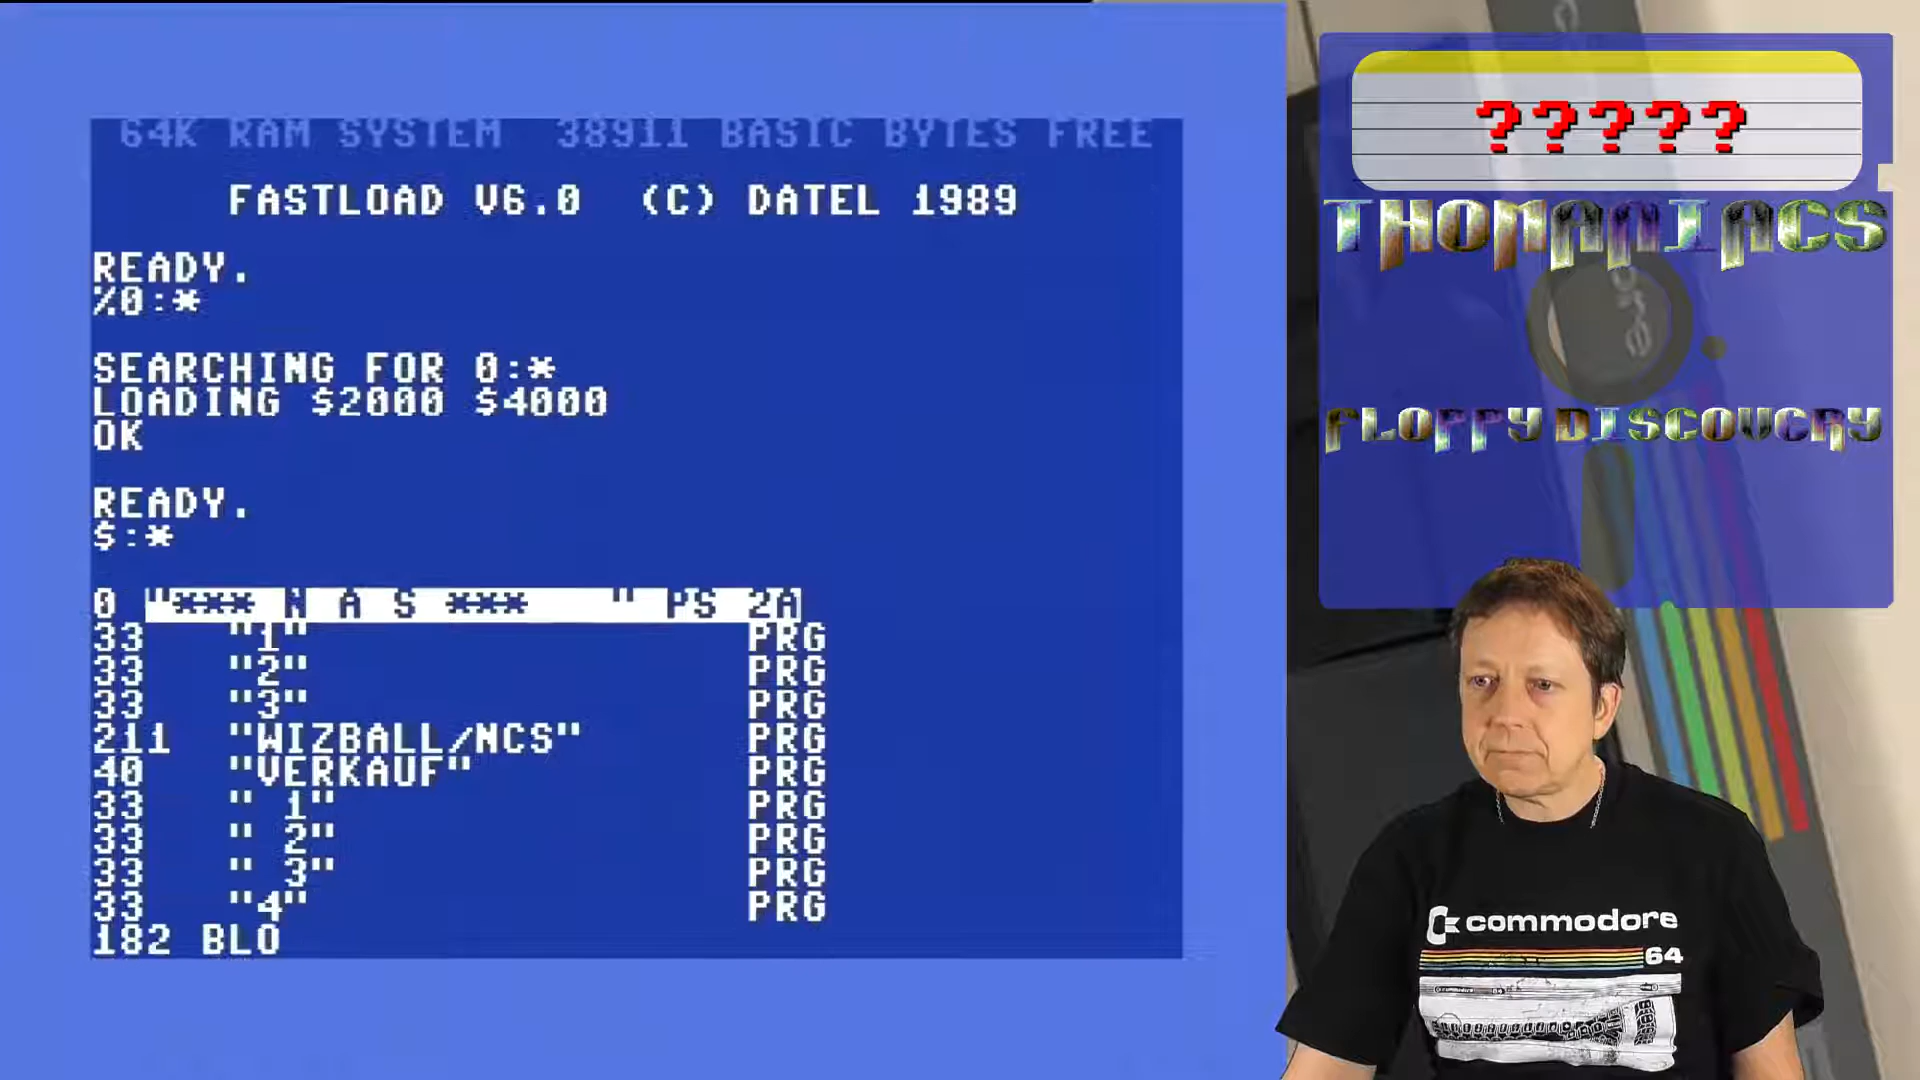 64K RAM SYSTEM  38911 BASIC BYTES FREE
FASTLOAD V6.0  (C) DATEL 1989
READY.
%0:*
SEARCHING FOR 0:*
LOADING $2000 $4000
OK
READY.
$:*
0 "*** N A S ***   " PS 2A
33 "1" PRG
33 "2" PRG
33 "3" PRG
211 "WIZBALL/NCS" PRG
40 "VERKAUF" PRG
33 " 1" PRG
33 " 2" PRG
33 " 3" PRG
33 "4" PRG
182 BLO
?????
THOMANIACS
FLOPPY DISCOVERY
commodore
64